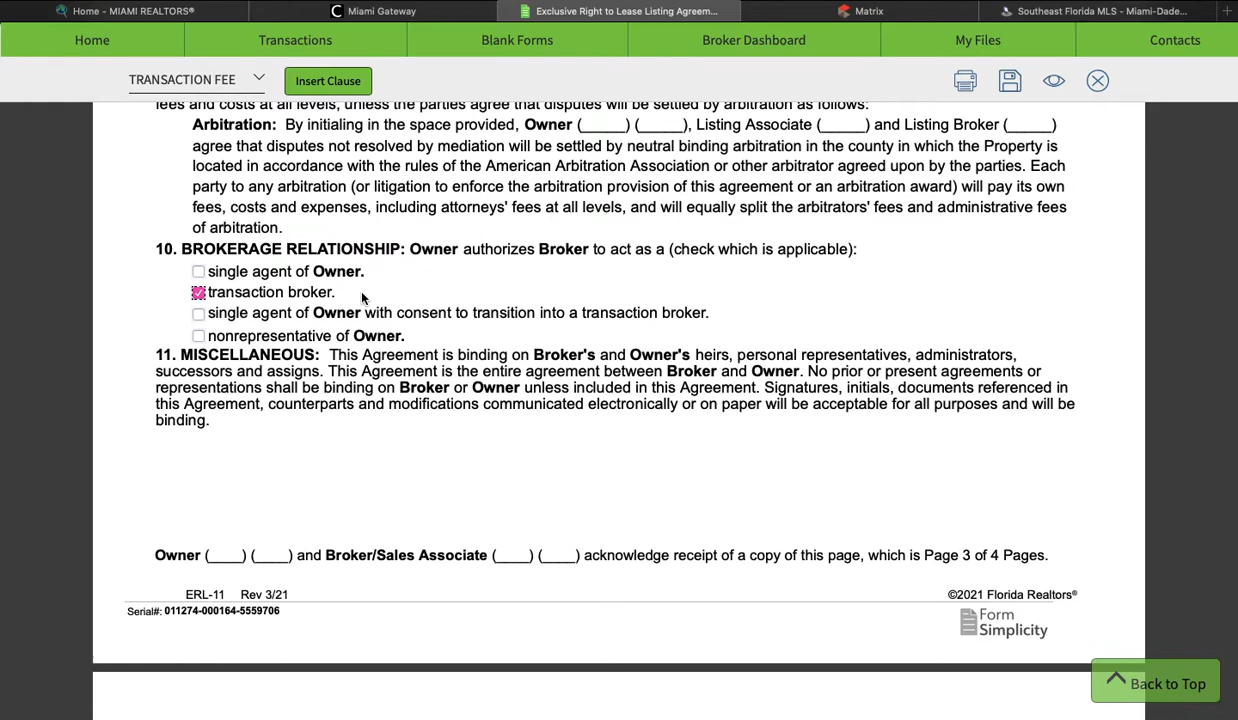 Home - MIAMI REALTORS®
Miami Gateway
Exclusive Right to Lease Listing Agreem...
Matrix
Southeast Florida MLS - Miami-Dade...
Home
Transactions
Blank Forms
Broker Dashboard
My Files
Contacts
TRANSACTION FEE
Insert Clause
fees and costs at all levels, unless the parties agree that disputes will be settled by arbitration as follows:
Arbitration: By initialing in the space provided, Owner (_____) (_____), Listing Associate (_____) and Listing Broker (_____)
agree that disputes not resolved by mediation will be settled by neutral binding arbitration in the county in which the Property is
located in accordance with the rules of the American Arbitration Association or other arbitrator agreed upon by the parties. Each
party to any arbitration (or litigation to enforce the arbitration provision of this agreement or an arbitration award) will pay its own
fees, costs and expenses, including attorneys' fees at all levels, and will equally split the arbitrators' fees and administrative fees
of arbitration.
10. BROKERAGE RELATIONSHIP: Owner authorizes Broker to act as a (check which is applicable):
single agent of Owner.
transaction broker.
single agent of Owner with consent to transition into a transaction broker.
nonrepresentative of Owner.
11. MISCELLANEOUS: This Agreement is binding on Broker's and Owner's heirs, personal representatives, administrators,
successors and assigns. This Agreement is the entire agreement between Broker and Owner. No prior or present agreements or
representations shall be binding on Broker or Owner unless included in this Agreement. Signatures, initials, documents referenced in
this Agreement, counterparts and modifications communicated electronically or on paper will be acceptable for all purposes and will be
binding.
Owner (____) (____) and Broker/Sales Associate (____) (____) acknowledge receipt of a copy of this page, which is Page 3 of 4 Pages.
ERL-11 Rev 3/21
©2021 Florida Realtors®
Serial#: 011274-000164-5559706
Form
Simplicity
Back to Top